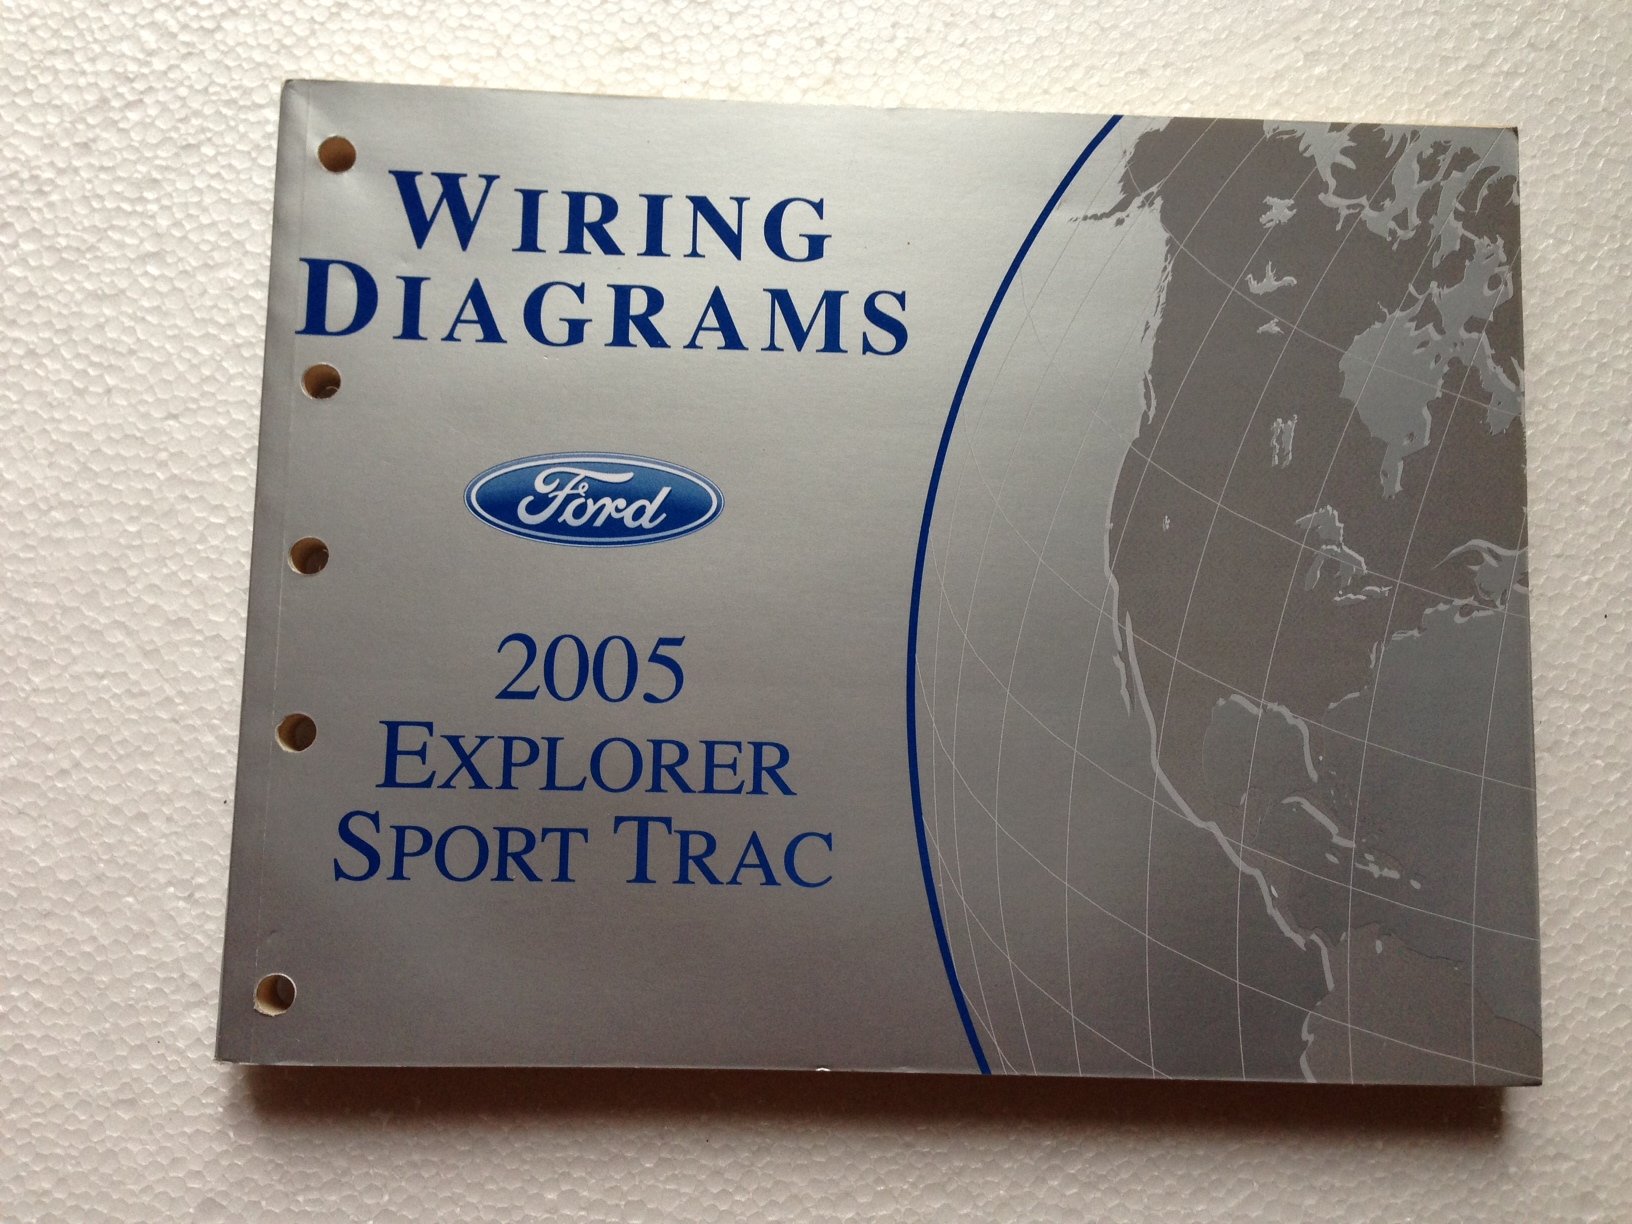 WIRING
DIAGRAMS
Ford
2005
EXPLORER
SPORT TRAC